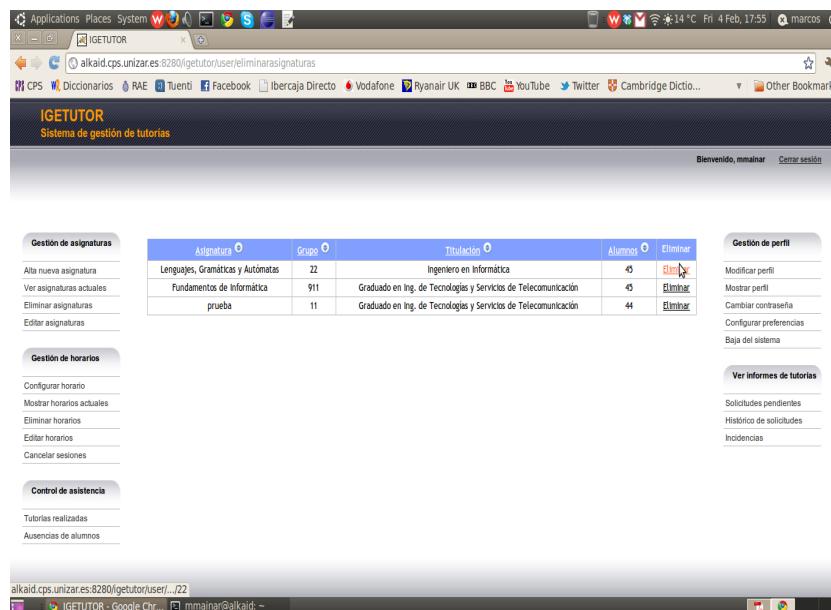 Applications Places System 14 °C Fri 4 Feb, 17:55 marcos
IGETUTOR
alkaid.cps.unizar.es:8280/igetutor/user/eliminarasignaturas
CPS Diccionarios RAE Tuenti Facebook Ibercaja Directo Vodafone Ryanair UK BBC YouTube Twitter Cambridge Dictio... Other Bookmark
IGETUTOR
Sistema de gestión de tutorías
Bienvenido, mmainar Cerrar sesión
Gestión de asignaturas
Alta nueva asignatura
Ver asignaturas actuales
Eliminar asignaturas
Editar asignaturas
Gestión de horarios
Configurar horario
Mostrar horarios actuales
Eliminar horarios
Editar horarios
Cancelar sesiones
Control de asistencia
Tutorías realizadas
Ausencias de alumnos
Asignatura Grupo Titulación Alumnos Eliminar
Lenguajes, Gramáticas y Autómatas 22 Ingeniero en Informática 45 Eliminar
Fundamentos de Informática 911 Graduado en Ing. de Tecnologías y Servicios de Telecomunicación 45 Eliminar
prueba 11 Graduado en Ing. de Tecnologías y Servicios de Telecomunicación 44 Eliminar
Gestión de perfil
Modificar perfil
Mostrar perfil
Cambiar contraseña
Configurar preferencias
Baja del sistema
Ver informes de tutorías
Solicitudes pendientes
Histórico de solicitudes
Incidencias
alkaid.cps.unizar.es:8280/igetutor/user/.../22
IGETUTOR - Google Chr... mmainar@alkaid: ~